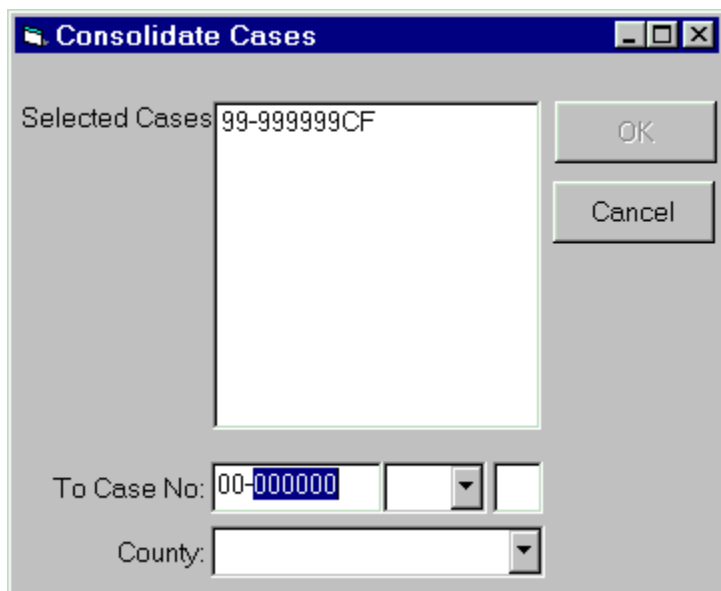 Consolidate Cases
Selected Cases 99-999999CF
OK
Cancel
To Case No: 00-000000
County: